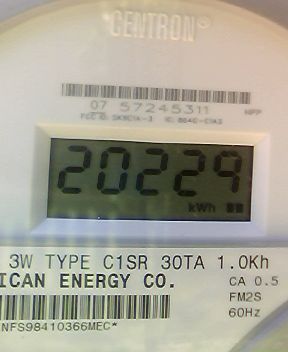 CENTRON®
07 57245311
20229
kWh
3W TYPE C1SR 30TA 1.0Kh
ICAN ENERGY CO. CA 0.5
FM2S
NFS98410366MEC* 60Hz